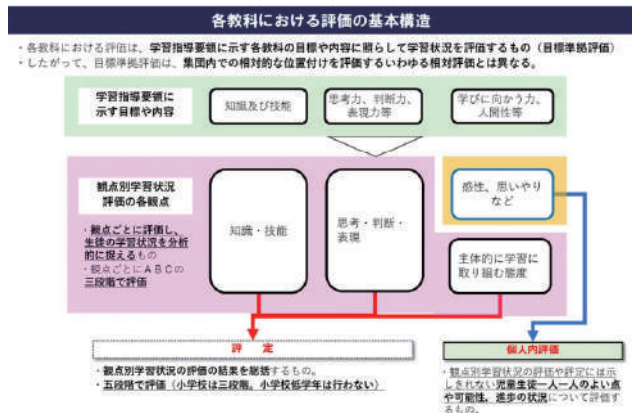 各教科における評価の基本構造
・各教科における評価は、学習指導要領に示す各教科の目標や内容に照らして学習状況を評価するもの（目標準拠評価）
・したがって、目標準拠評価は、集団内での相対的な位置付けを評価するいわゆる相対評価とは異なる。
学習指導要領に
示す目標や内容
知識及び技能
思考力、判断力、
表現力等
学びに向かう力、
人間性等
観点別学習状況
評価の各観点
・観点ごとに評価し、
生徒の学習状況を分析
的に捉えるもの
・観点ごとにＡＢＣの
三段階で評価
知識・技能
思考・判断・
表現
感性、思いやり
など
主体的に学習に
取り組む態度
評　定
・観点別学習状況の評価の結果を総括するもの。
・五段階で評価（小学校は三段階。小学校低学年は行わない）
個人内評価
・観点別学習状況の評価や評定には示
しきれない児童生徒一人一人のよい点
や可能性、進歩の状況について評価す
るもの。